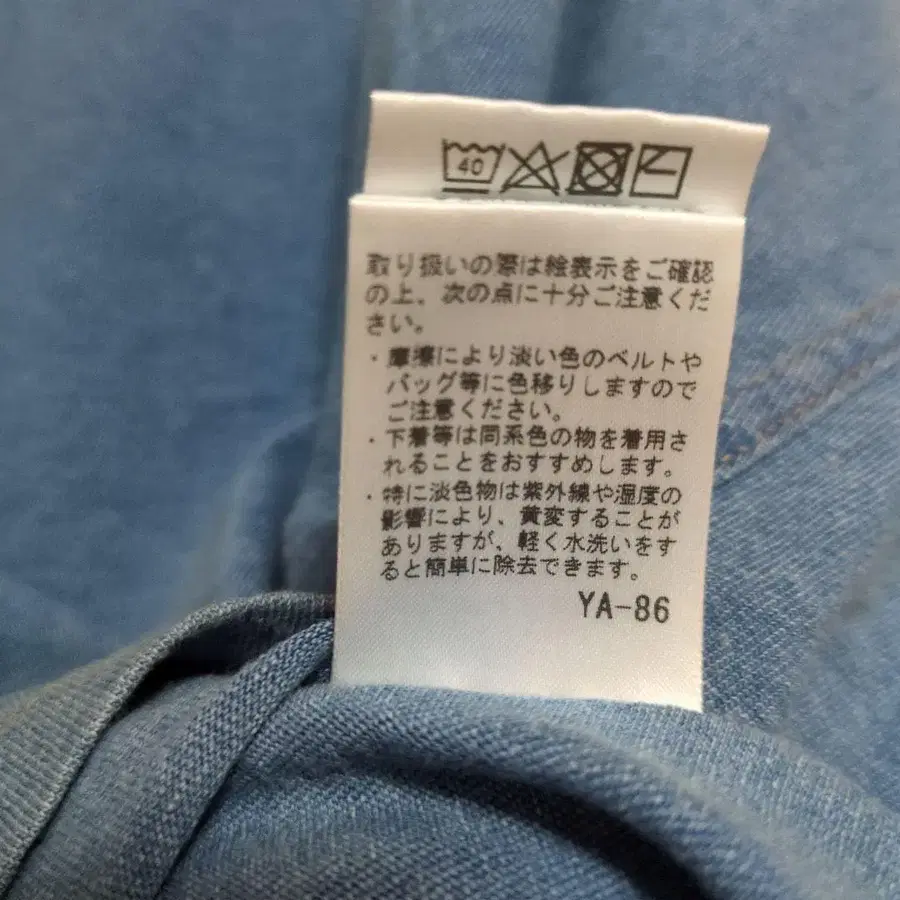 40
取り扱いの際は絵表示をご確認
の上、次の点に十分ご注意くだ
さい。
・摩擦により淡い色のベルトや
バッグ等に色移りしますので
ご注意ください。
・下着等は同系色の物を着用さ
れることをおすすめします。
・特に淡色物は紫外線や湿度の
影響により、黄変することが
ありますが、軽く水洗いをす
ると簡単に除去できます。
YA-86